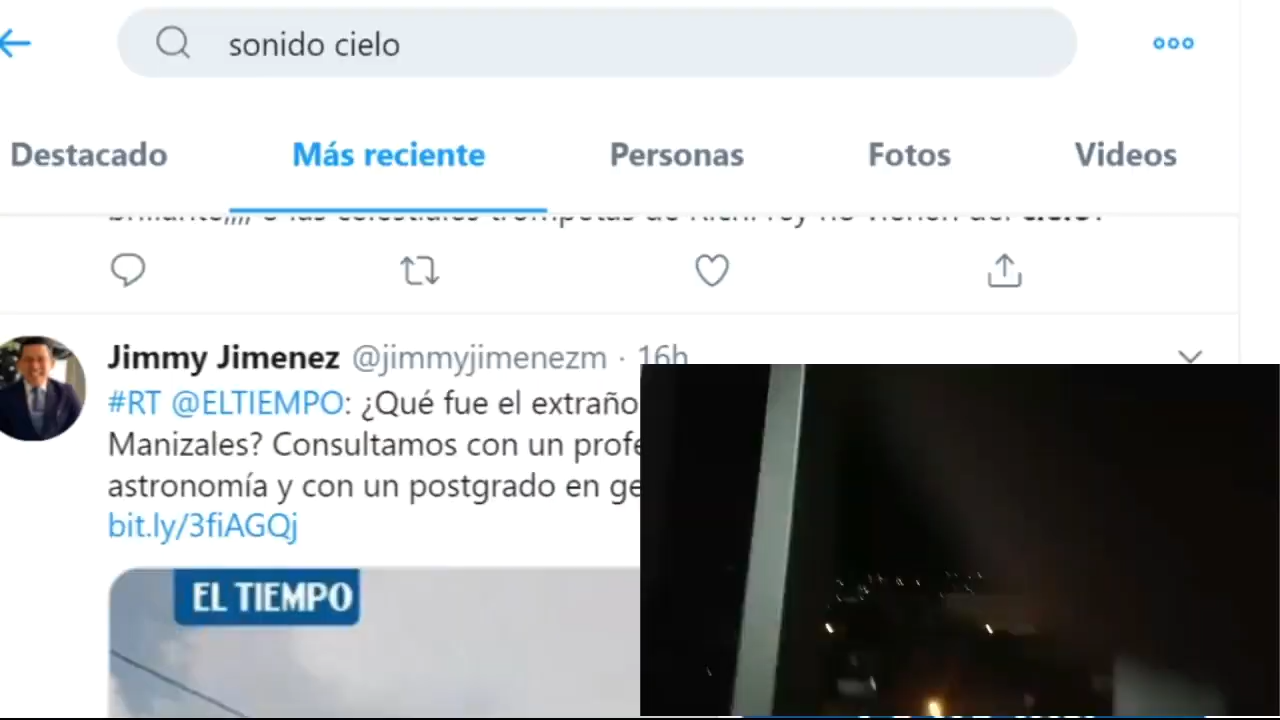 sonido cielo
Destacado
Más reciente
Personas
Fotos
Videos
Jimmy Jimenez @jimmyjimenezm · 16h
#RT @ELTIEMPO: ¿Qué fue el extraño
Manizales? Consultamos con un profe
astronomía y con un postgrado en ge
bit.ly/3fiAGQj
EL TIEMPO